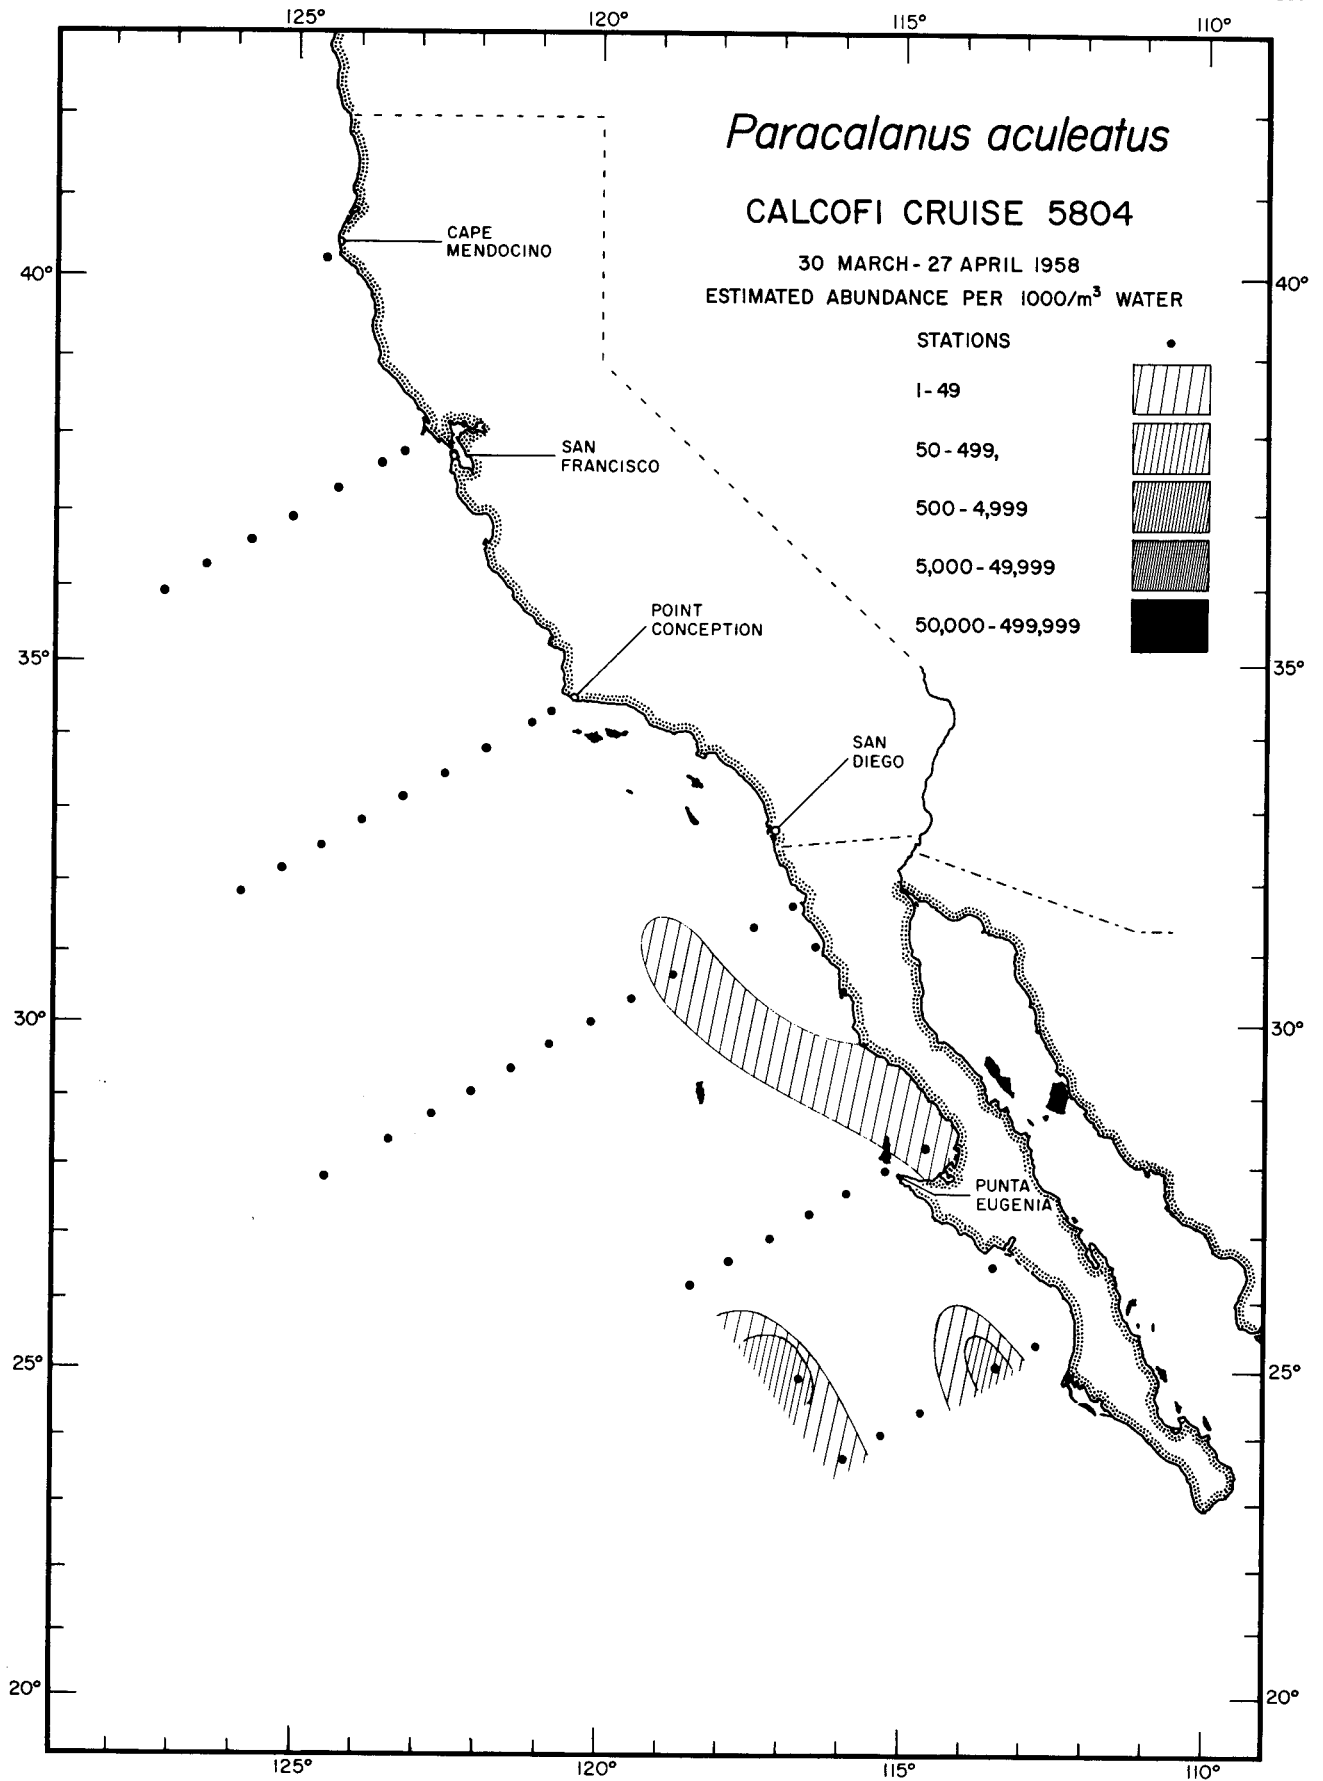 125° 120° 115° 110°
Paracalanus aculeatus
CALCOFI CRUISE 5804
30 MARCH - 27 APRIL 1958
ESTIMATED ABUNDANCE PER 1000/m³ WATER
STATIONS
1-49
50-499,
500-4,999
5,000-49,999
50,000-499,999
CAPE
MENDOCINO
40° 40°
SAN
FRANCISCO
POINT
CONCEPTION
35° 35°
SAN
DIEGO
30° 30°
PUNTA
EUGENIA
25° 25°
20° 20°
125° 120° 115° 110°